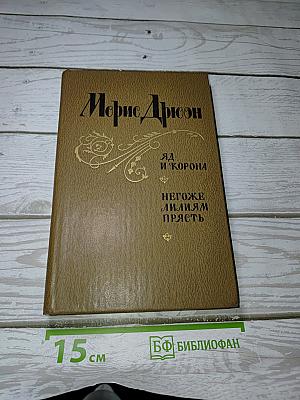 Морис Дрюон
ЯД
И КОРОНА
НЕГОЖЕ
ЛИЛИЯМ
ПРЯСТЬ
15 см
БФ БИБЛИОФАН